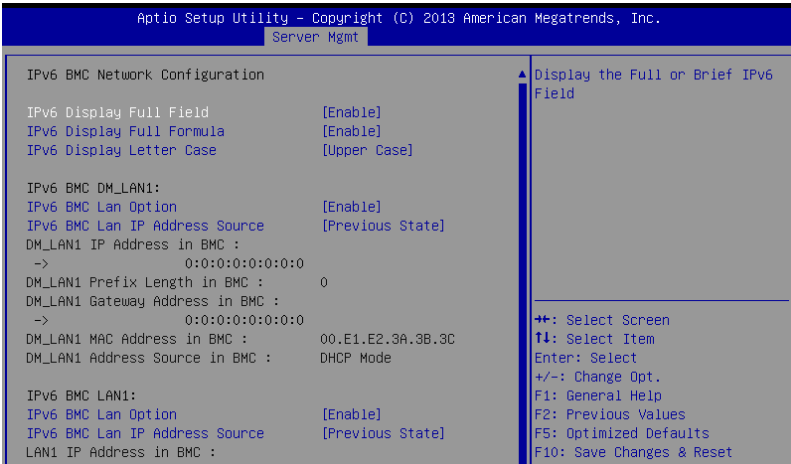 Aptio Setup Utility – Copyright (C) 2013 American Megatrends, Inc.
Server Mgmt
IPv6 BMC Network Configuration
IPv6 Display Full Field [Enable]
IPv6 Display Full Formula [Enable]
IPv6 Display Letter Case [Upper Case]
IPv6 BMC DM_LAN1:
IPv6 BMC Lan Option [Enable]
IPv6 BMC Lan IP Address Source [Previous State]
DM_LAN1 IP Address in BMC :
-> 0:0:0:0:0:0:0:0
DM_LAN1 Prefix Length in BMC : 0
DM_LAN1 Gateway Address in BMC :
-> 0:0:0:0:0:0:0:0
DM_LAN1 MAC Address in BMC : 00.E1.E2.3A.3B.3C
DM_LAN1 Address Source in BMC : DHCP Mode
IPv6 BMC LAN1:
IPv6 BMC Lan Option [Enable]
IPv6 BMC Lan IP Address Source [Previous State]
LAN1 IP Address in BMC :
Display the Full or Brief IPv6
Field
→←: Select Screen
↑↓: Select Item
Enter: Select
+/-: Change Opt.
F1: General Help
F2: Previous Values
F5: Optimized Defaults
F10: Save Changes & Reset